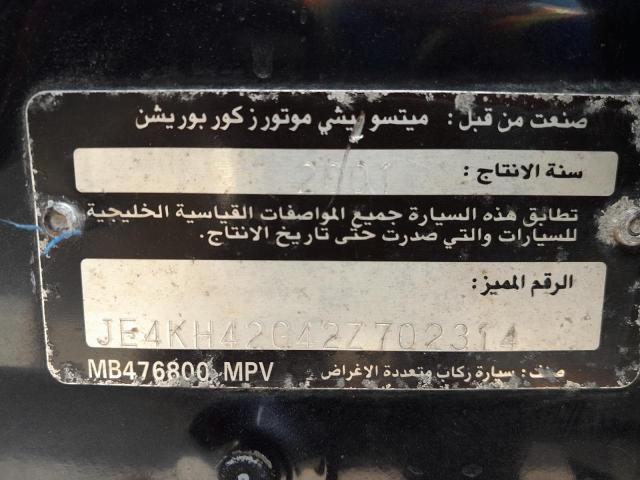 صنعت من قبل: ميتسوبيشي موتورز كوربوريشن
سنة الانتاج: 2001
تطابق هذه السيارة جميع المواصفات القياسية الخليجية
للسيارات والتي صدرت حتى تاريخ الانتاج.
الرقم المميز:
JE4KH42G42Z702314
MB476800 MPV صنف: سيارة ركاب متعددة الاغراض